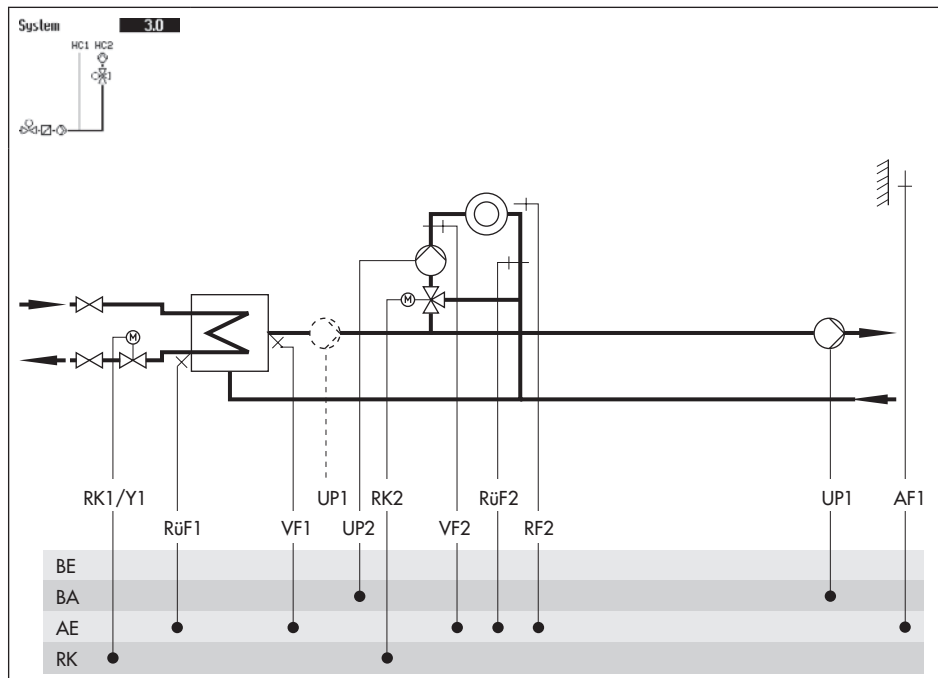 System 3.0
HC1 HC2
M
M
RK1/Y1 UP1 RK2 RüF2 UP1 AF1
RüF1 VF1 UP2 VF2 RF2
BE
BA
AE
RK